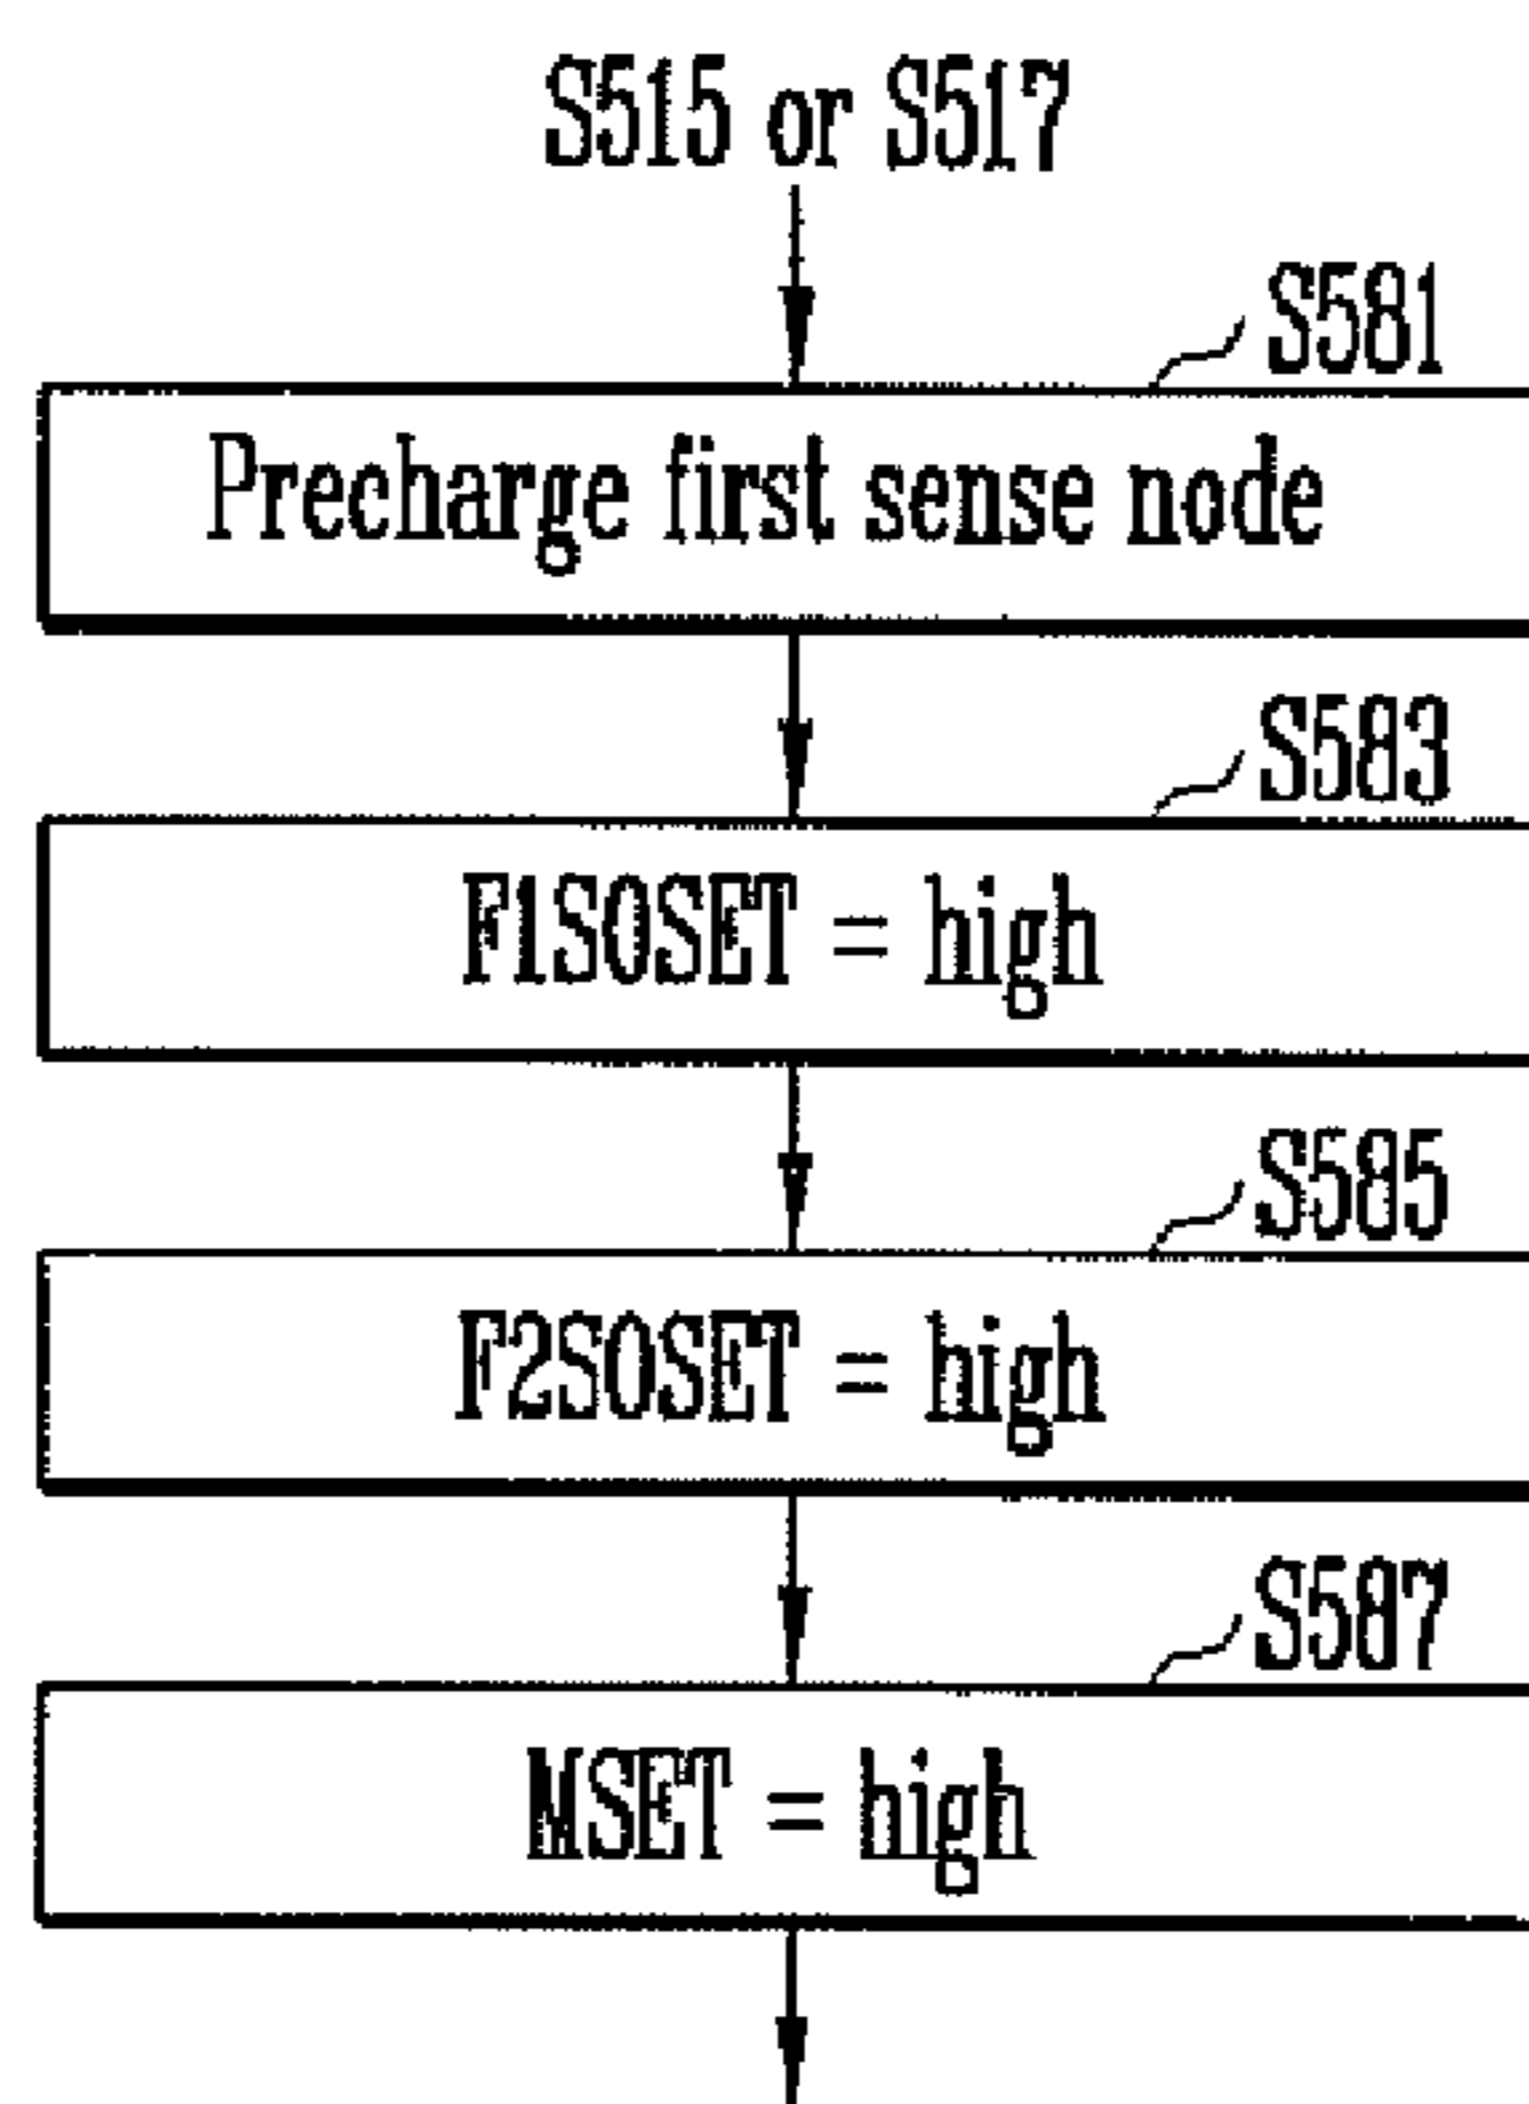 S515 or S517
S581
Precharge first sense node
S583
F1SOSET = high
S585
F2SOSET = high
S587
MSET = high